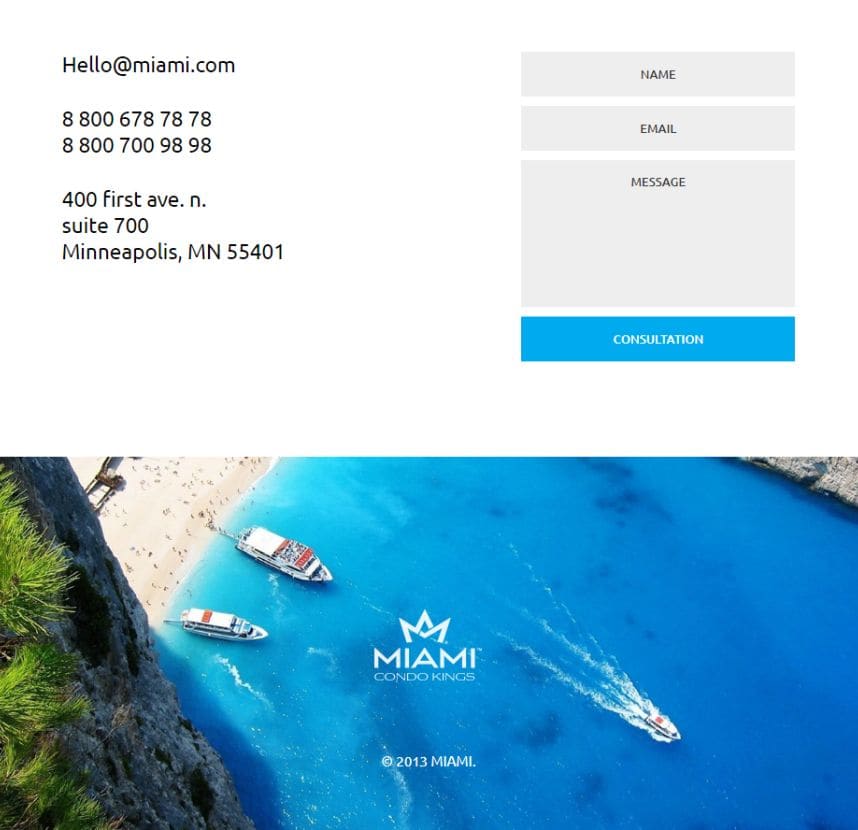 Hello@miami.com
8 800 678 78 78
8 800 700 98 98
400 first ave. n.
suite 700
Minneapolis, MN 55401
NAME
EMAIL
MESSAGE
CONSULTATION
MIAMI™
CONDO KINGS
© 2013 MIAMI.